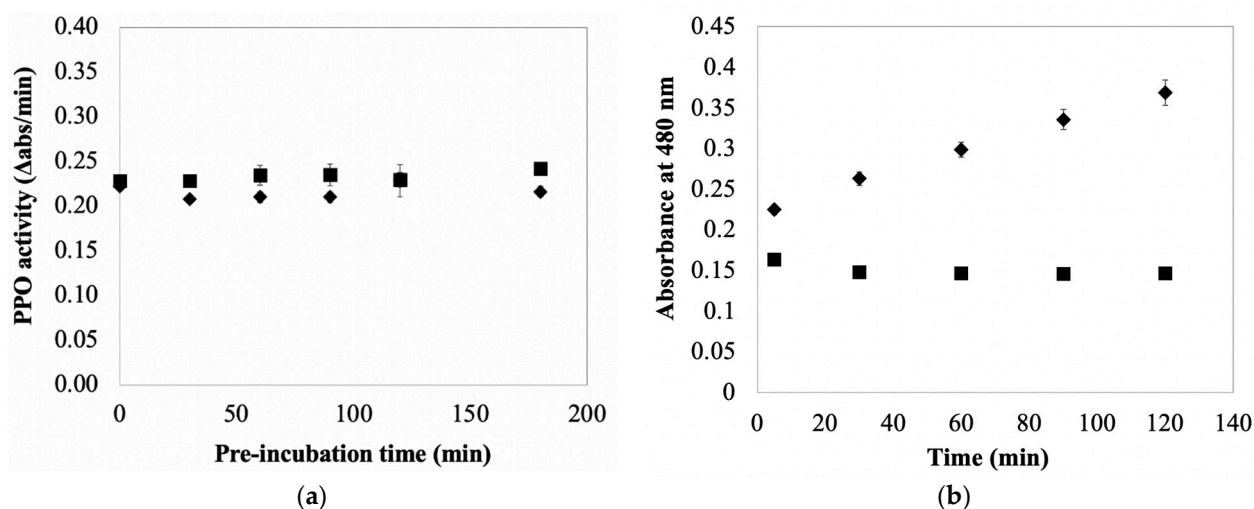 0.40
0.35
0.30
0.25
0.20
0.15
0.10
0.05
0.00
PPO activity (Δabs/min)
0 50 100 150 200
Pre-incubation time (min)
(a)
0.45
0.4
0.35
0.3
0.25
0.2
0.15
0.1
0.05
0
Absorbance at 480 nm
0 20 40 60 80 100 120 140
Time (min)
(b)